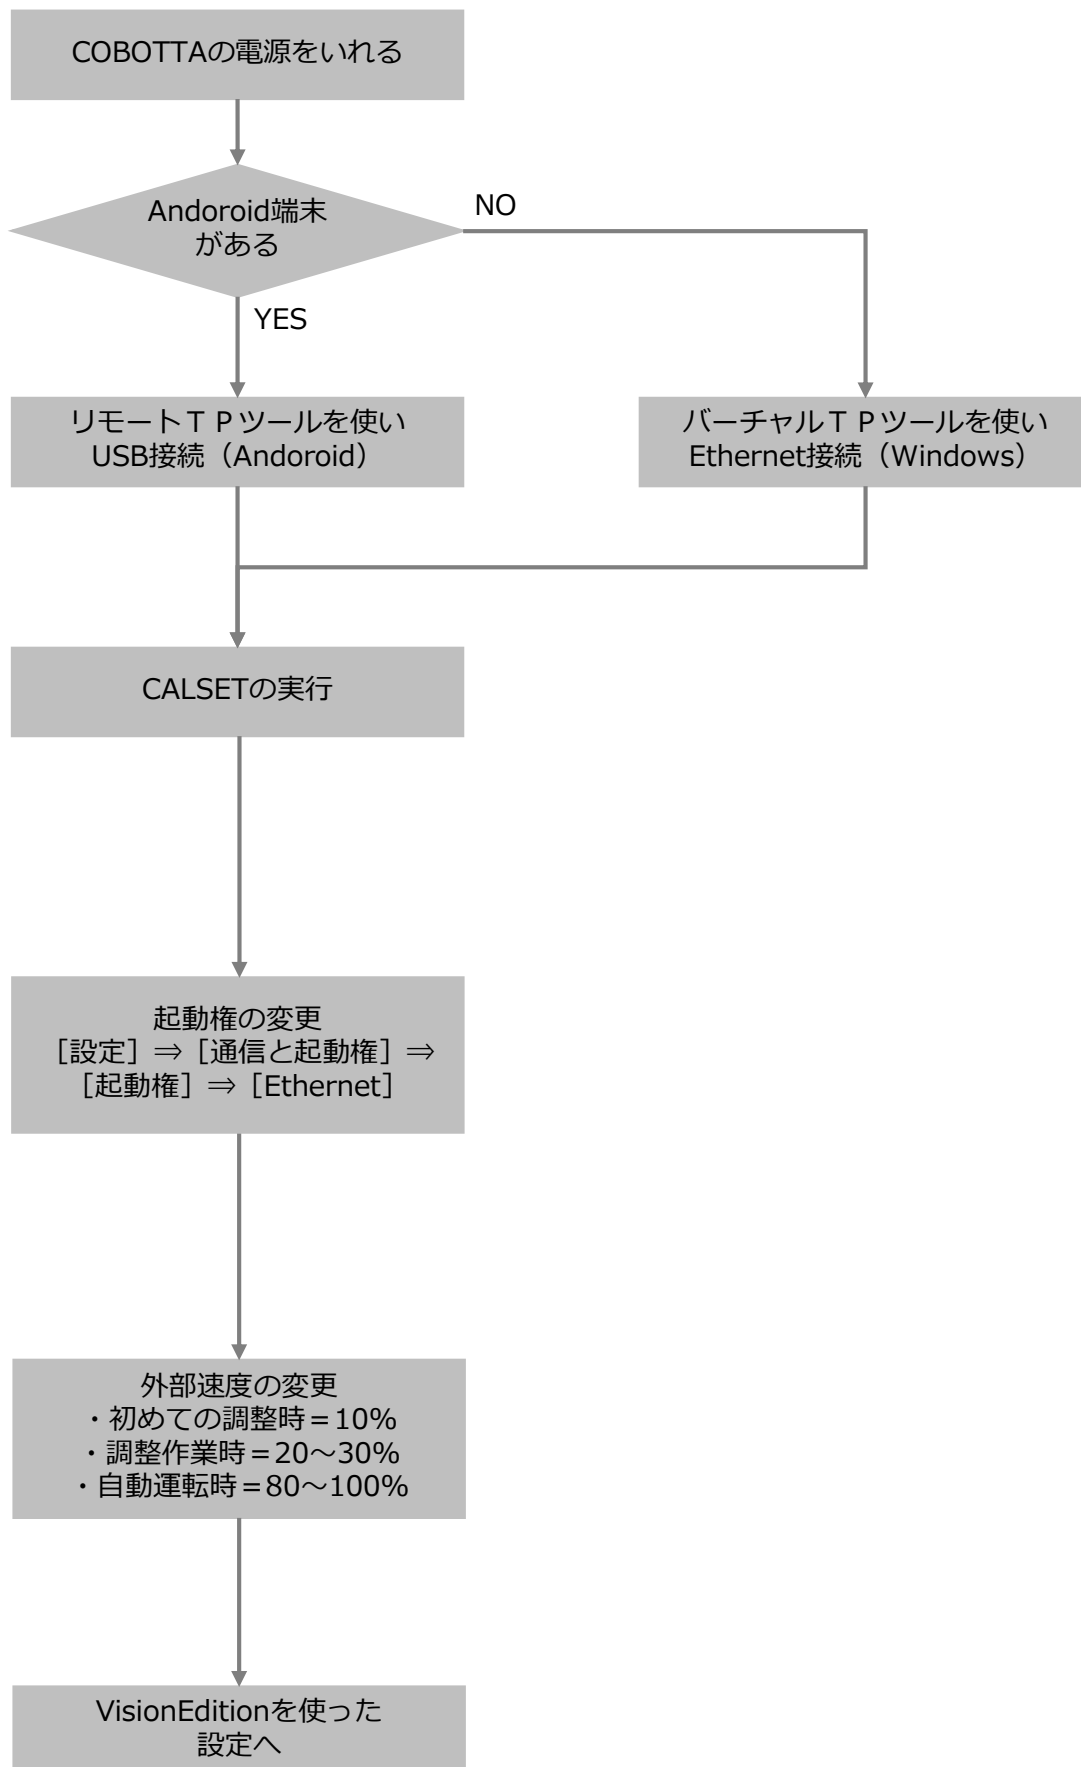 COBOTTAの電源をいれる
Andoroid端末
がある
NO
YES
リモートＴＰツールを使い
USB接続（Andoroid）
バーチャルＴＰツールを使い
Ethernet接続（Windows）
CALSETの実行
起動権の変更
［設定］⇒［通信と起動権］⇒
［起動権］⇒［Ethernet］
外部速度の変更
・初めての調整時＝10%
・調整作業時＝20～30%
・自動運転時＝80～100%
VisionEditionを使った
設定へ